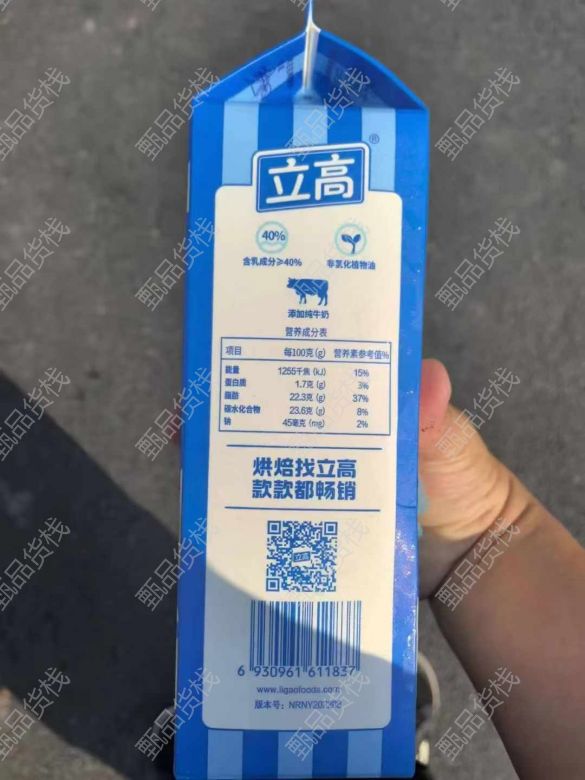 立高®
40%
含乳成分≥40% 非氢化植物油
添加纯牛奶
营养成分表
项目 每100克(g) 营养素参考值%
能量 1255千焦(kJ) 15%
蛋白质 1.7克(g) 3%
脂肪 22.3克(g) 37%
碳水化合物 23.6克(g) 8%
钠 45毫克(mg) 2%
烘焙找立高
款款都畅销
立高
6 930961 611837
www.ligaofoods.com
版本号:
甄品货栈